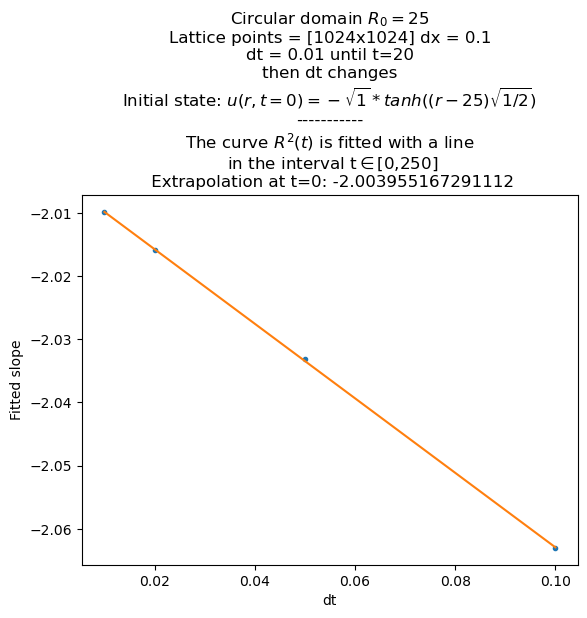 Circular domain $R_0 = 25$
Lattice points = [1024x1024] dx = 0.1
dt = 0.01 until t=20
then dt changes
Initial state: $u(r, t = 0) = -\sqrt{1} * tanh((r - 25)\sqrt{1/2})$
-----------
The curve $R^2(t)$ is fitted with a line
in the interval t ∈ [0,250]
Extrapolation at t=0: -2.003955167291112
−2.01
−2.02
−2.03
−2.04
−2.05
−2.06
Fitted slope
0.02 0.04 0.06 0.08 0.10
dt